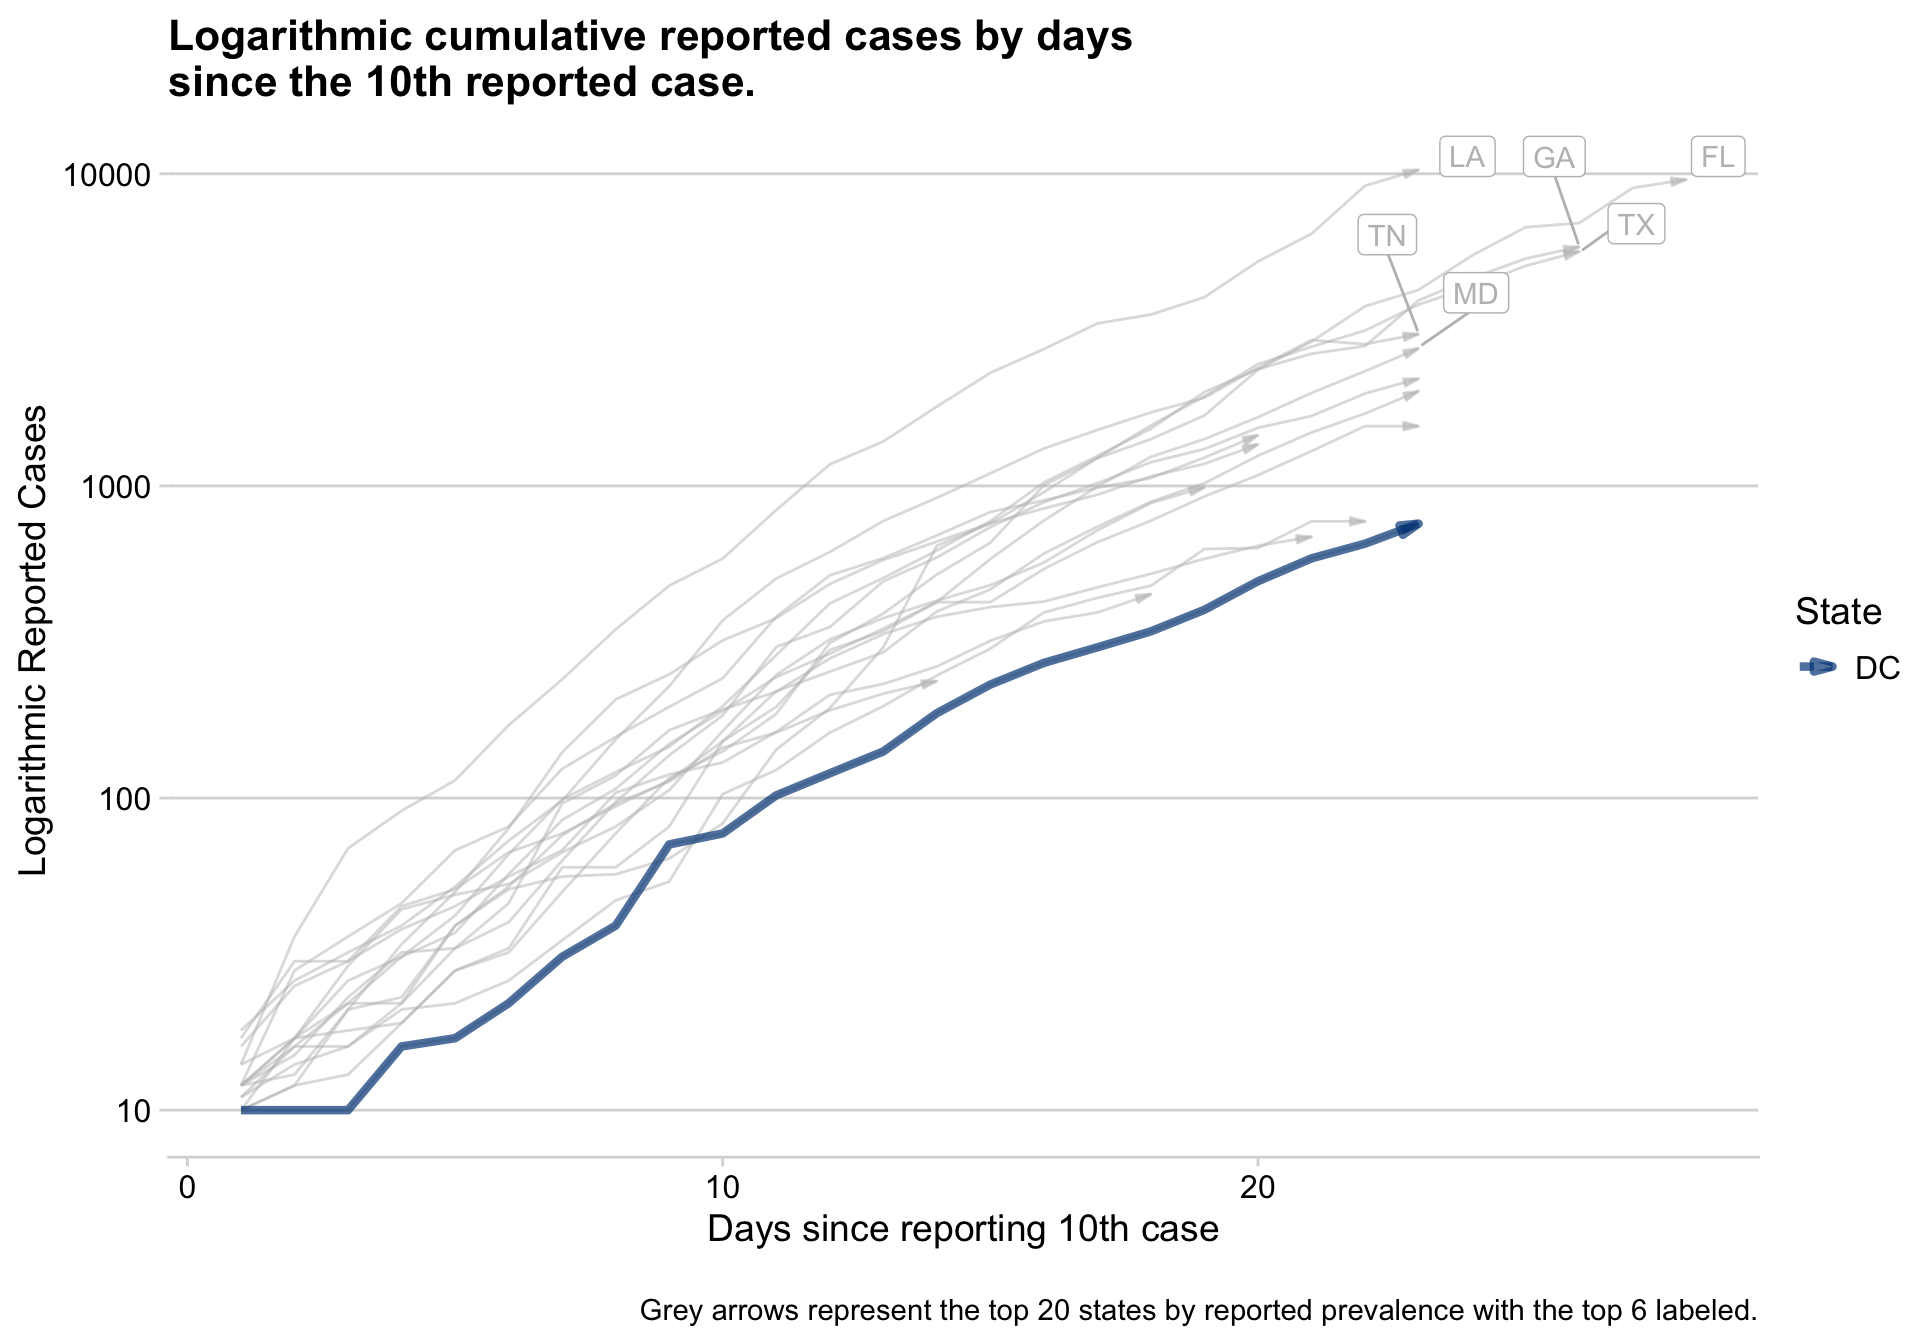 Logarithmic cumulative reported cases by days
since the 10th reported case.
10000
1000
100
10
Logarithmic Reported Cases
LA
GA
FL
TN
TX
MD
State
DC
0
10
20
Days since reporting 10th case
Grey arrows represent the top 20 states by reported prevalence with the top 6 labeled.